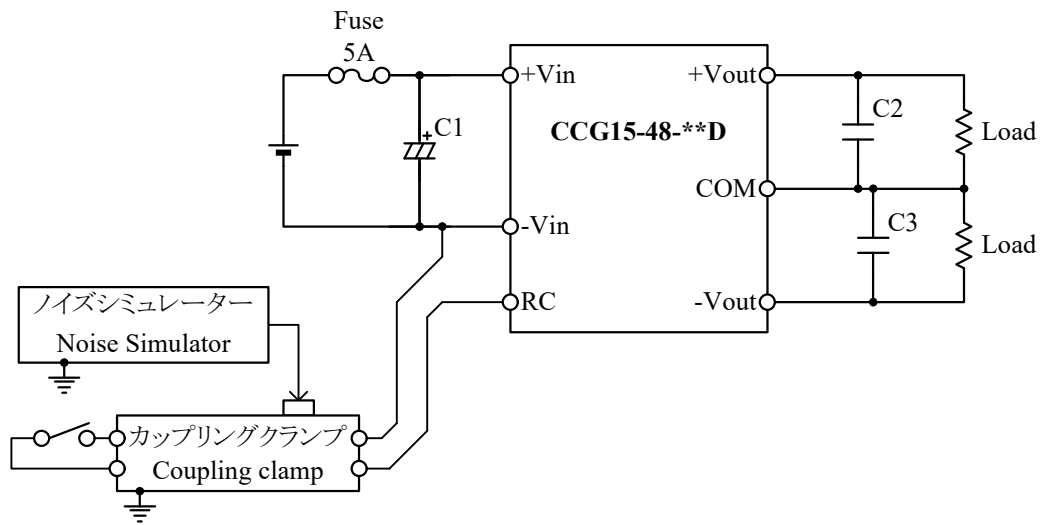 Fuse
5A
+Vin
+Vout
C1
CCG15-48-**D
C2
Load
COM
-Vin
C3
Load
RC
-Vout
ノイズシミュレーター
Noise Simulator
カップリングクランプ
Coupling clamp